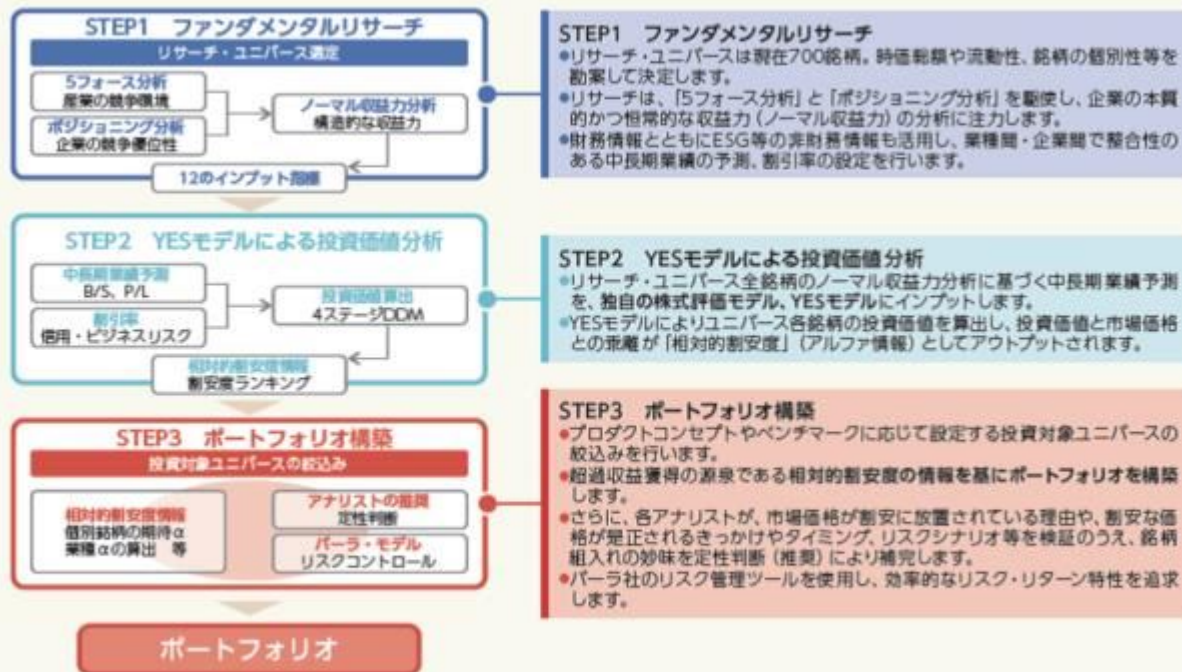 STEP1 ファンダメンタルリサーチ
リサーチ・ユニバース選定
5フォース分析
産業の競争環境
ポジショニング分析
企業の競争優位性
ノーマル収益力分析
構造的な収益力
12のインプット指標
STEP1 ファンダメンタルリサーチ
●リサーチ・ユニバースは現在700銘柄。時価総額や流動性、銘柄の個別性等を
勘案して決定します。
●リサーチは、「5フォース分析」と「ポジショニング分析」を駆使し、企業の本質
的かつ恒常的な収益力(ノーマル収益力)の分析に注力します。
●財務情報とともにESG等の非財務情報も活用し、業種間・企業間で整合性の
ある中長期業績の予測、割引率の設定を行います。
STEP2 YESモデルによる投資価値分析
中長期業績予測
B/S、P/L
割引率
信用・ビジネスリスク
投資価値算出
4ステージDDM
相対的割安度情報
割安度ランキング
STEP2 YESモデルによる投資価値分析
●リサーチ・ユニバース全銘柄のノーマル収益力分析に基づく中長期業績予測
を、独自の株式評価モデル、YESモデルにインプットします。
●YESモデルによりユニバース各銘柄の投資価値を算出し、投資価値と市場価格
との乖離が「相対的割安度」(アルファ情報)としてアウトプットされます。
STEP3 ポートフォリオ構築
投資対象ユニバースの絞込み
相対的割安度情報
個別銘柄の期待α
業種αの算出 等
アナリストの推奨
定性判断
バーラ・モデル
リスクコントロール
STEP3 ポートフォリオ構築
●プロダクトコンセプトやベンチマークに応じて設定する投資対象ユニバースの
絞込みを行います。
●超過収益獲得の源泉である相対的割安度の情報を基にポートフォリオを構築
します。
●さらに、各アナリストが、市場価格が割安に放置されている理由や、割安な価
格が是正されるきっかけやタイミング、リスクシナリオ等を検証のうえ、銘柄
組入れの妙味を定性判断(推奨)により補完します。
●バーラ社のリスク管理ツールを使用し、効率的なリスク・リターン特性を追求
します。
ポートフォリオ